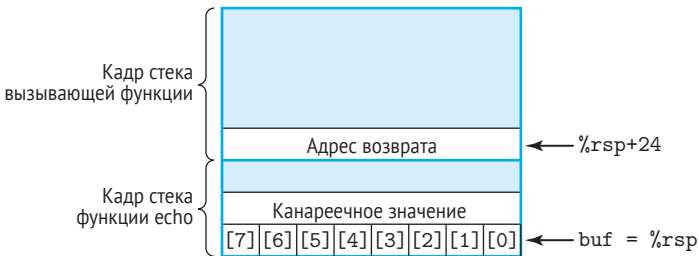 Кадр стека
вызывающей функции
Адрес возврата
%rsp+24
Кадр стека
функции echo
Канареечное значение
[7] [6] [5] [4] [3] [2] [1] [0]
buf = %rsp